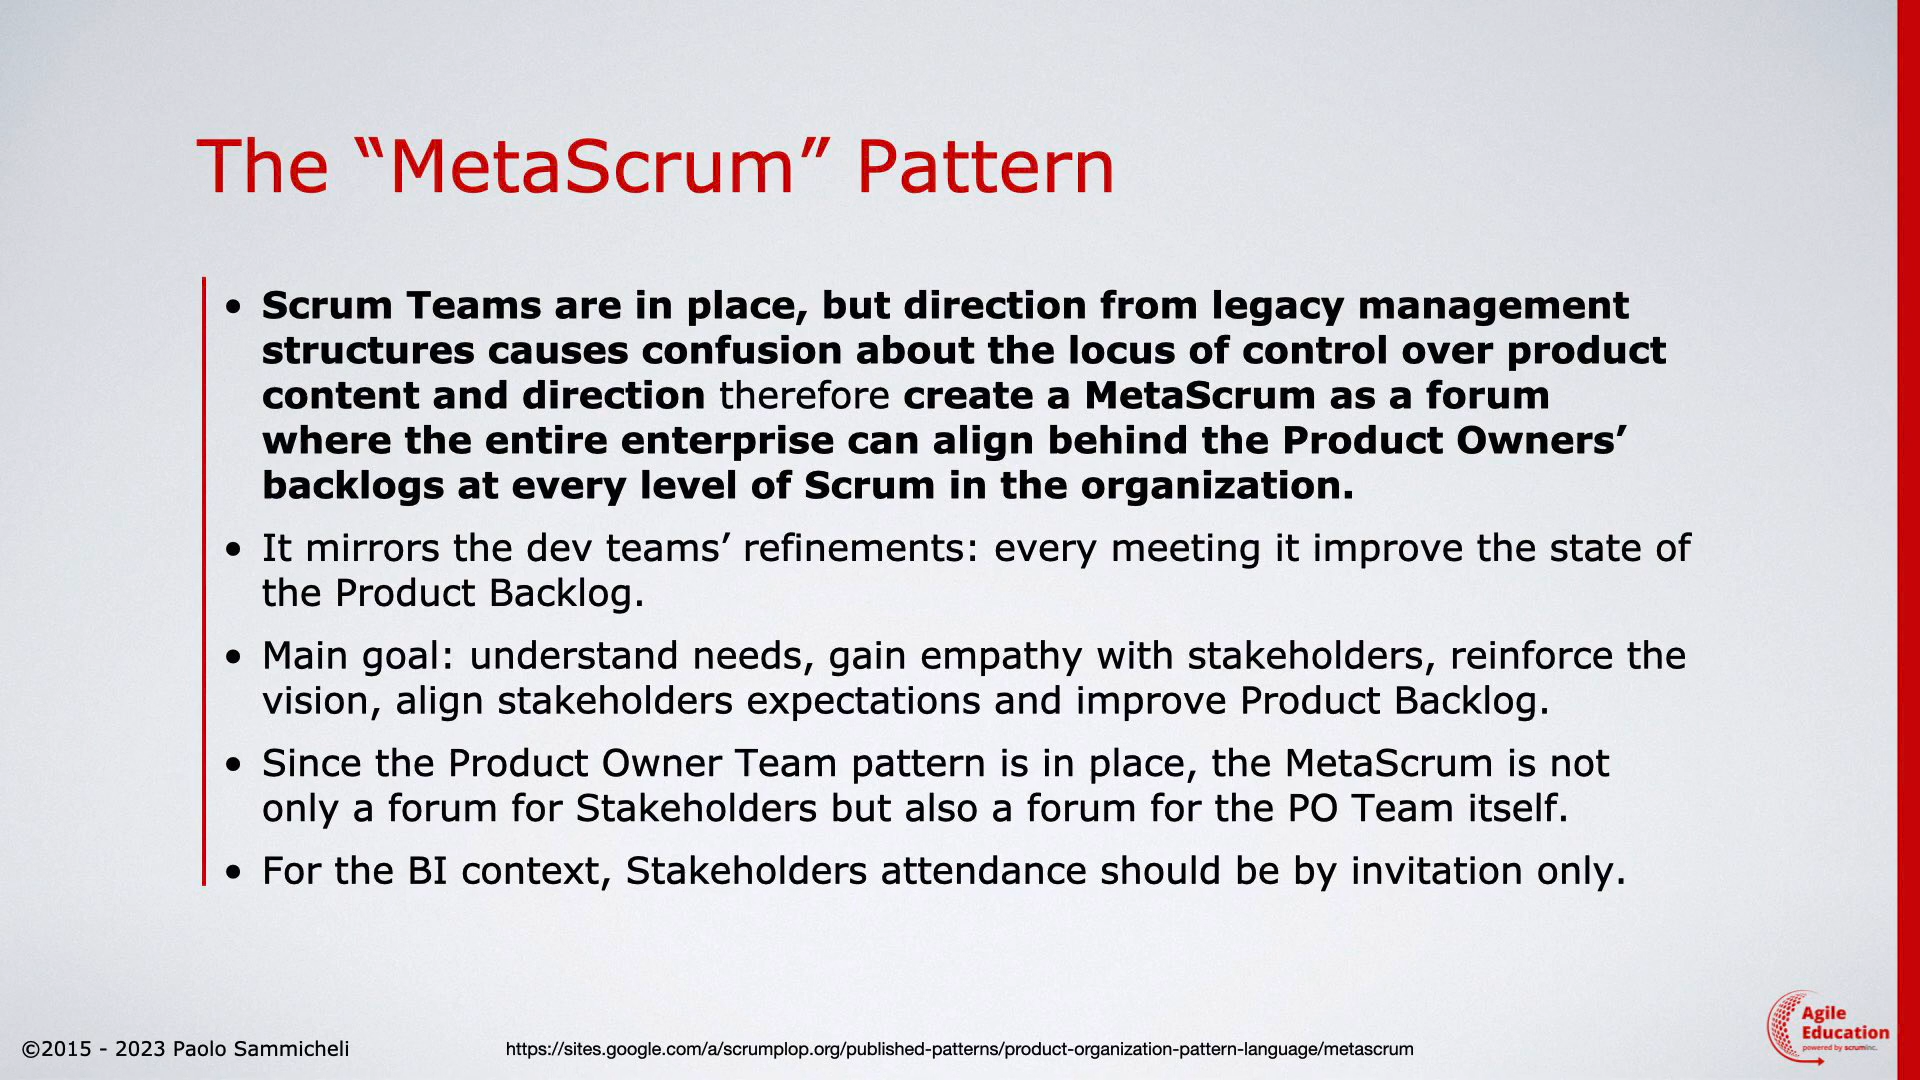 The “MetaScrum” Pattern
• Scrum Teams are in place, but direction from legacy management
structures causes confusion about the locus of control over product
content and direction therefore create a MetaScrum as a forum
where the entire enterprise can align behind the Product Owners’
backlogs at every level of Scrum in the organization.
• It mirrors the dev teams’ refinements: every meeting it improve the state of
the Product Backlog.
• Main goal: understand needs, gain empathy with stakeholders, reinforce the
vision, align stakeholders expectations and improve Product Backlog.
• Since the Product Owner Team pattern is in place, the MetaScrum is not
only a forum for Stakeholders but also a forum for the PO Team itself.
• For the BI context, Stakeholders attendance should be by invitation only.
©2015 - 2023 Paolo Sammicheli
https://sites.google.com/a/scrumplop.org/published-patterns/product-organization-pattern-language/metascrum
Agile
Education
powered by scruminc.